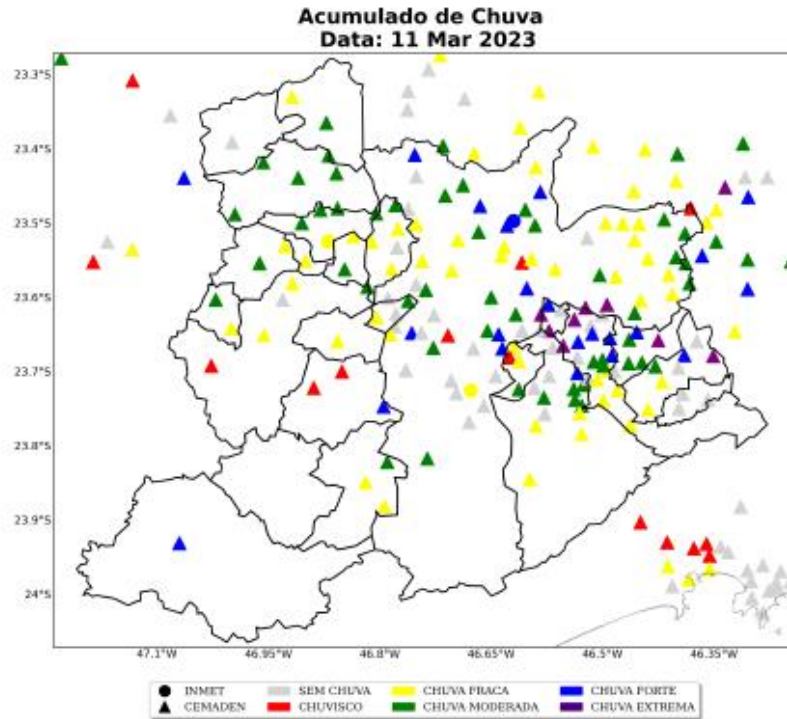 Acumulado de Chuva
Data: 11 Mar 2023
23.3°S
23.4°S
23.5°S
23.6°S
23.7°S
23.8°S
23.9°S
24°S
47.1°W 46.95°W 46.8°W 46.65°W 46.5°W 46.35°W
INMET SEM CHUVA CHUVA FRACA CHUVA FORTE
CEMADEN CHUVISCO CHUVA MODERADA CHUVA EXTREMA